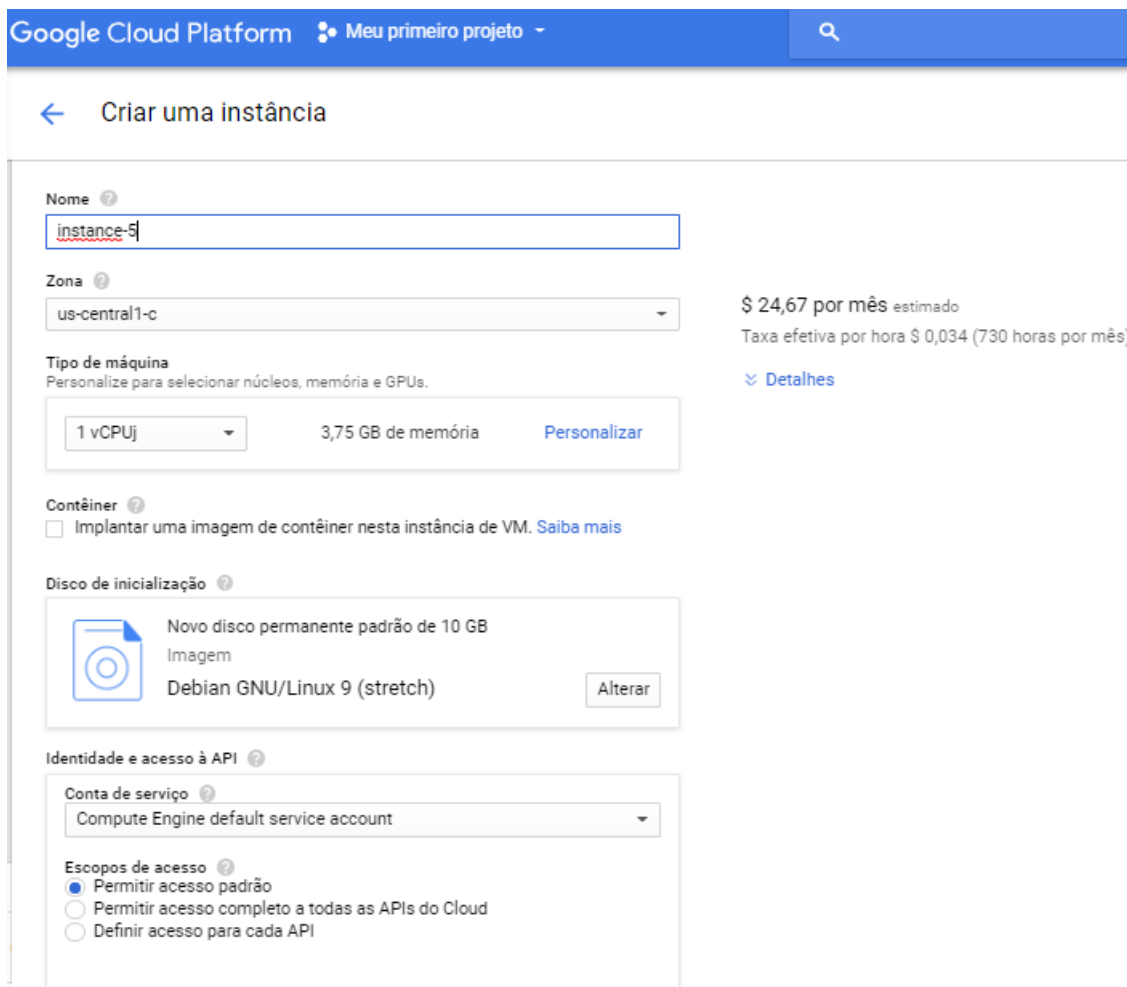 Google Cloud Platform Meu primeiro projeto
Criar uma instância
Nome
instance-5
Zona
us-central1-c
$ 24,67 por mês estimado
Taxa efetiva por hora $ 0,034 (730 horas por mês)
Detalhes
Tipo de máquina
Personalize para selecionar núcleos, memória e GPUs.
1 vCPUj 3,75 GB de memória Personalizar
Contêiner
Implantar uma imagem de contêiner nesta instância de VM. Saiba mais
Disco de inicialização
Novo disco permanente padrão de 10 GB
Imagem
Debian GNU/Linux 9 (stretch) Alterar
Identidade e acesso à API
Conta de serviço
Compute Engine default service account
Escopos de acesso
Permitir acesso padrão
Permitir acesso completo a todas as APIs do Cloud
Definir acesso para cada API